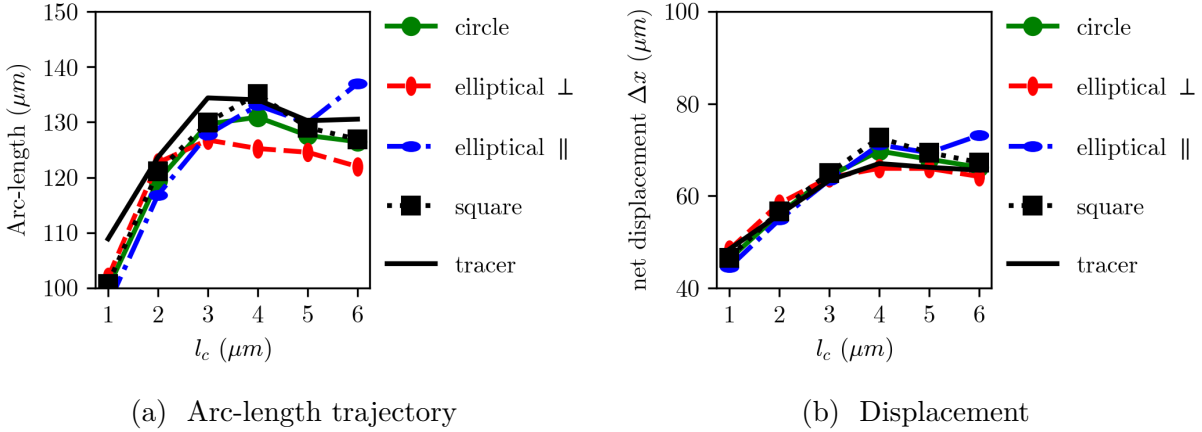 150
140
130
120
110
100
Arc-length (μm)
1 2 3 4 5 6
l_c (μm)
circle
elliptical ⊥
elliptical ∥
square
tracer
(a) Arc-length trajectory
100
80
60
40
net displacement Δx (μm)
1 2 3 4 5 6
l_c (μm)
circle
elliptical ⊥
elliptical ∥
square
tracer
(b) Displacement